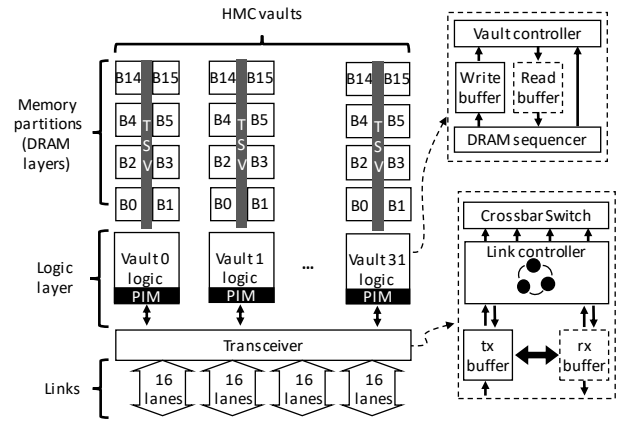 HMC vaults
Memory
partitions
(DRAM
layers)
B14 B15
B4 B5
B2 B3
B0 B1
TSV
B14 B15
B4 B5
B2 B3
B0 B1
TSV
B14 B15
B4 B5
B2 B3
B0 B1
TSV
Logic
layer
Vault 0
logic
PIM
Vault 1
logic
PIM
...
Vault 31
logic
PIM
Transceiver
Links
16
lanes
16
lanes
16
lanes
16
lanes
Vault controller
Write
buffer
Read
buffer
DRAM sequencer
Crossbar Switch
Link controller
tx
buffer
rx
buffer